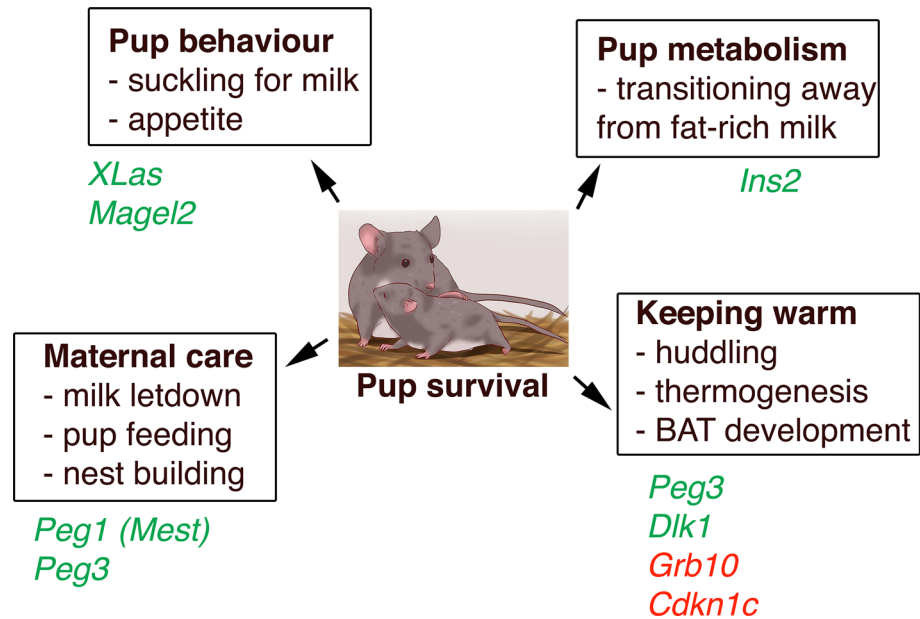 Pup behaviour
- suckling for milk
- appetite
XLas
Magel2
Pup metabolism
- transitioning away
from fat-rich milk
Ins2
Pup survival
Maternal care
- milk letdown
- pup feeding
- nest building
Peg1 (Mest)
Peg3
Keeping warm
- huddling
- thermogenesis
- BAT development
Peg3
Dlk1
Grb10
Cdkn1c